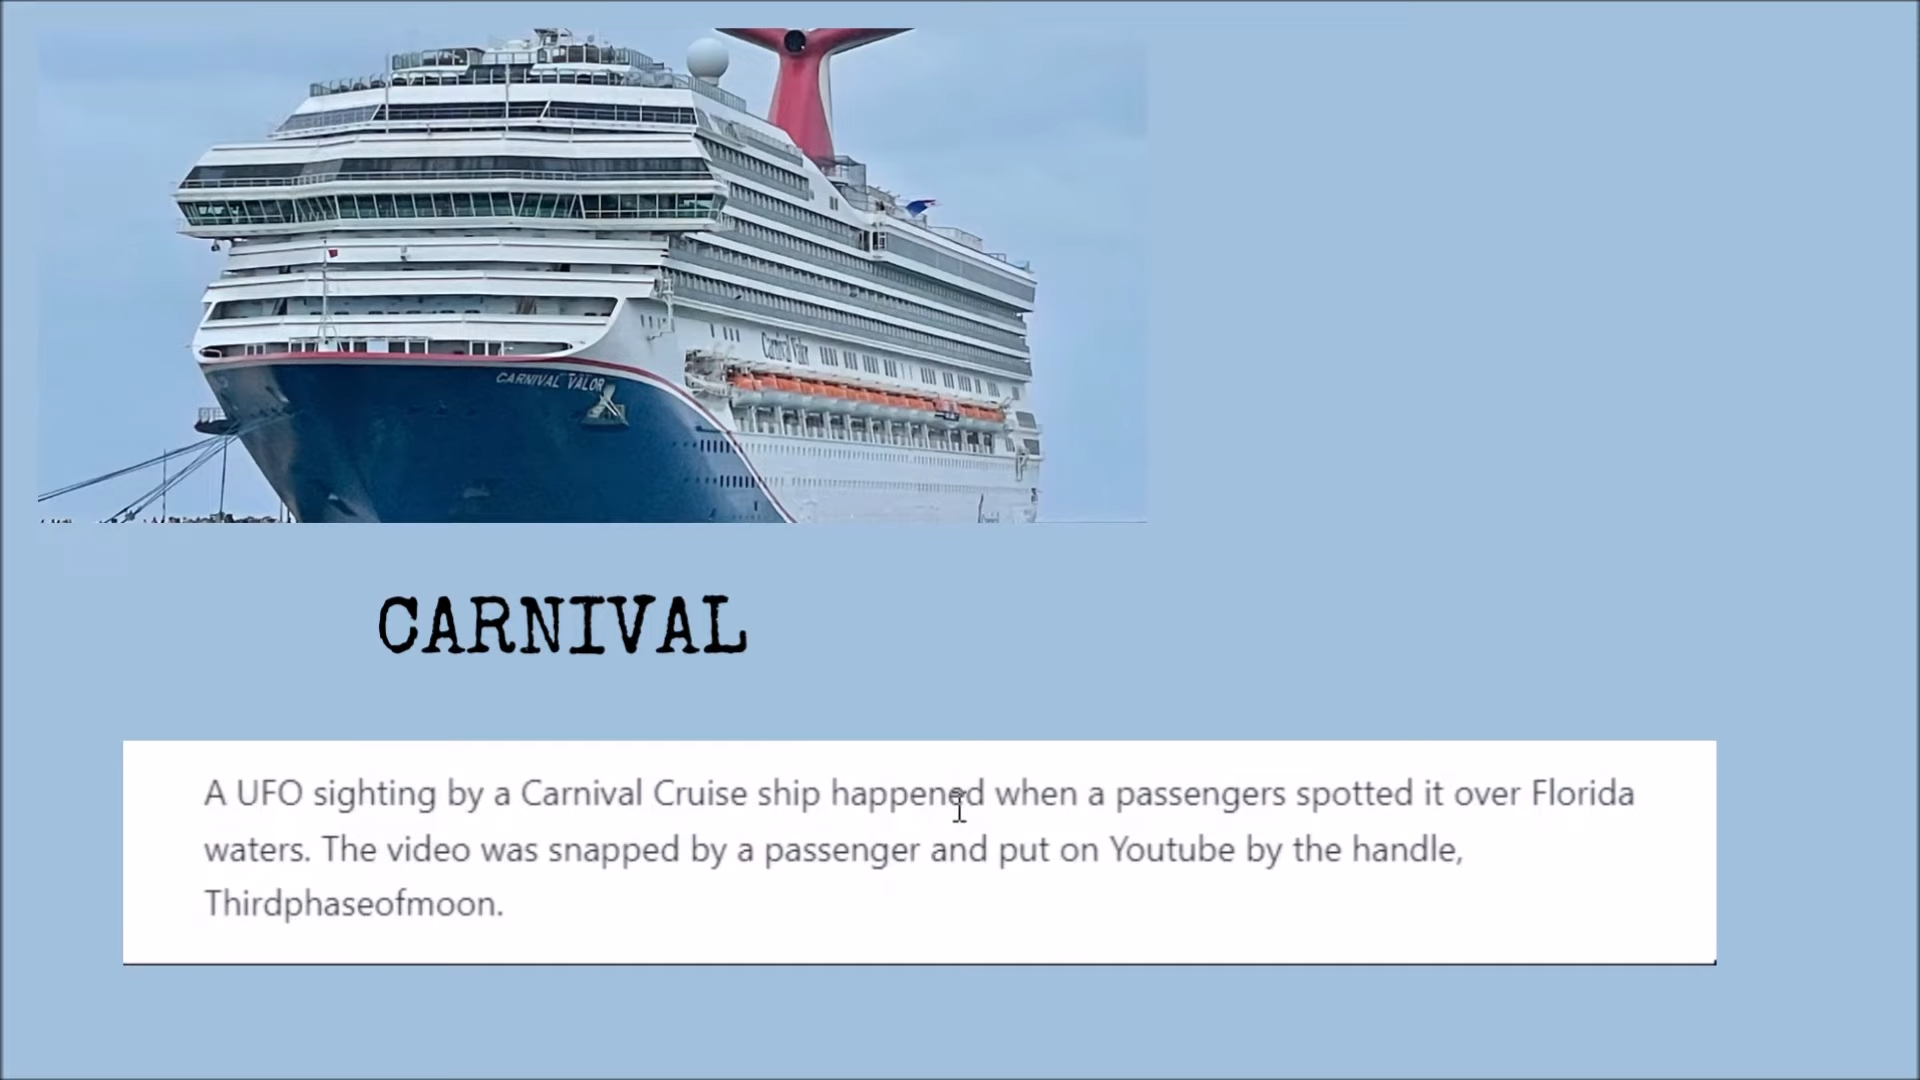 Carnival Valor
CARNIVAL VALOR
CARNIVAL
A UFO sighting by a Carnival Cruise ship happened when a passengers spotted it over Florida
waters. The video was snapped by a passenger and put on Youtube by the handle,
Thirdphaseofmoon.